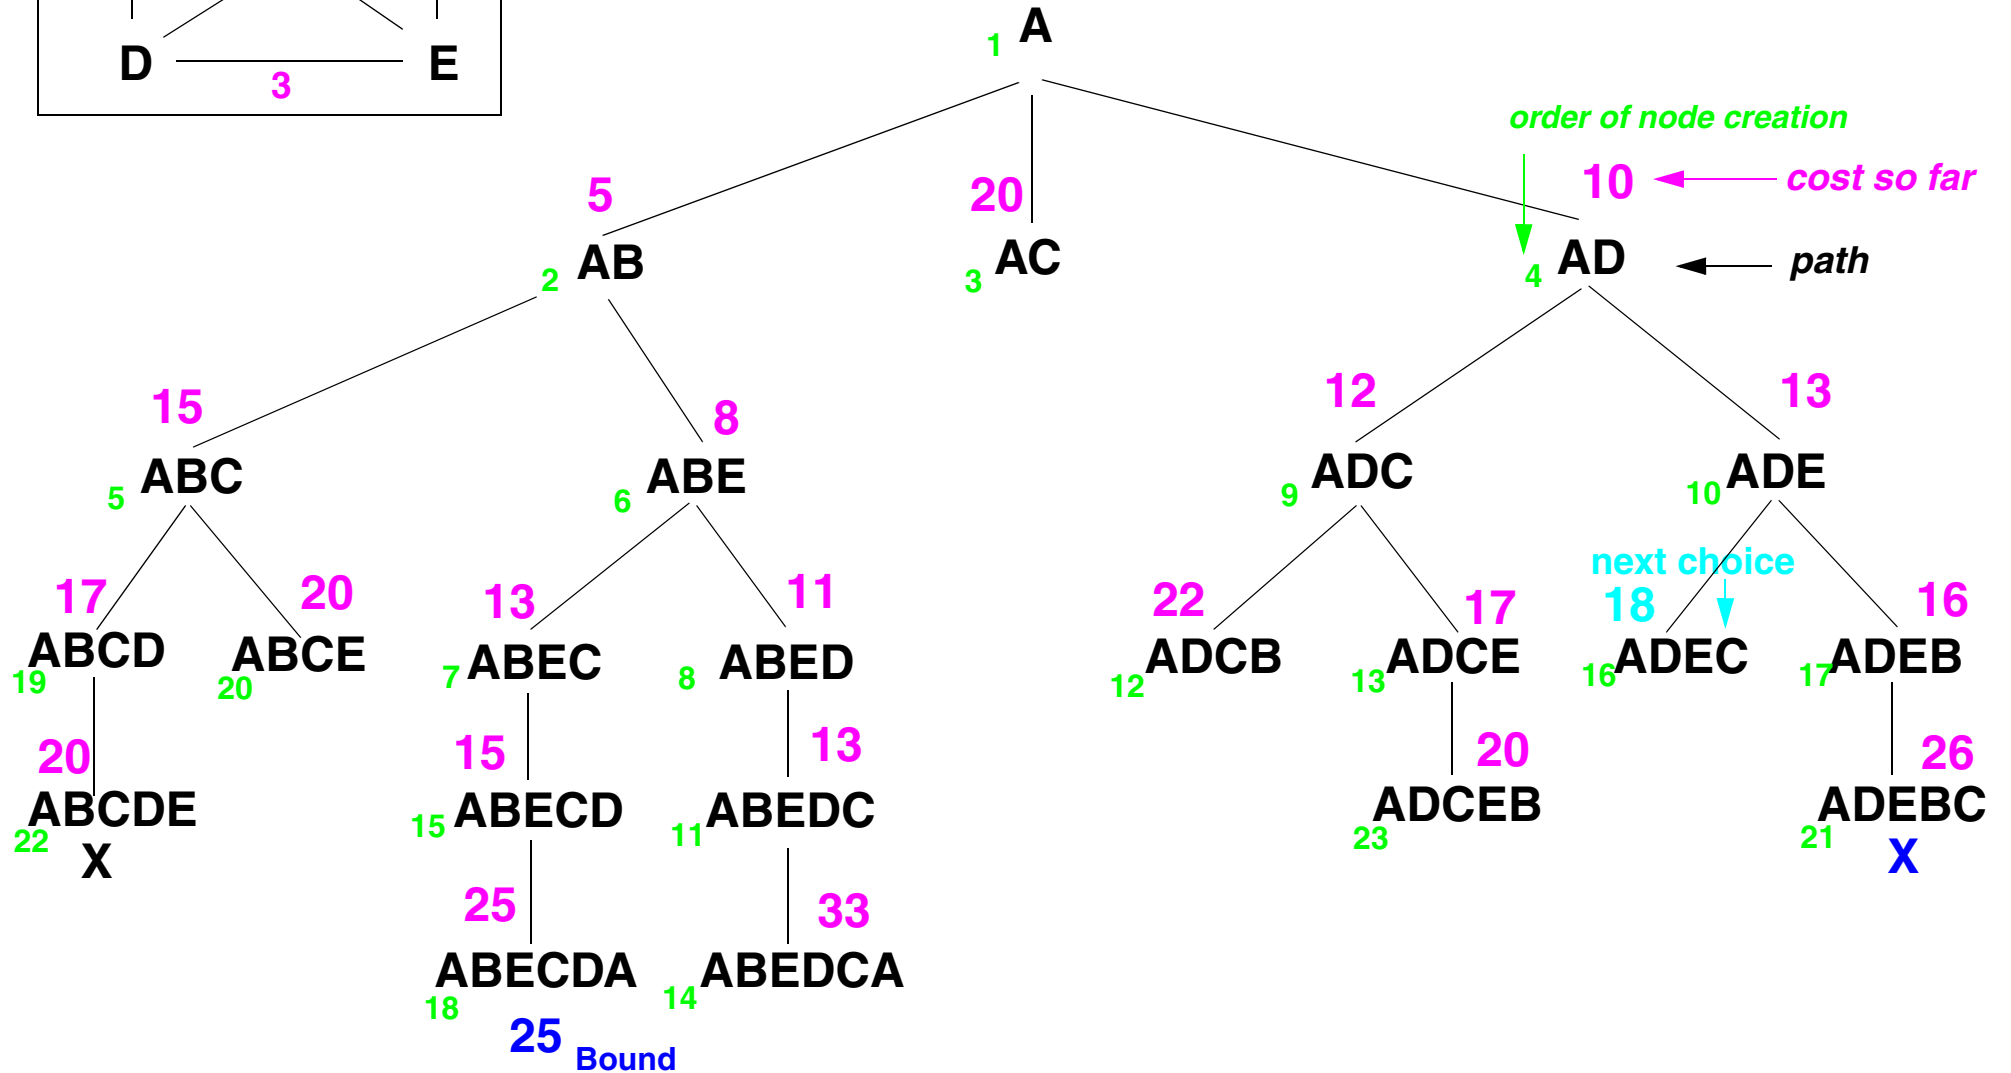 A
1
D
E
3
order of node creation
5
20
10
cost so far
AB
2
AC
3
AD
4
path
15
8
12
13
ABC
5
ABE
6
ADC
9
ADE
10
next choice
17
20
13
11
22
17
18
16
ABCD
19
ABCE
20
ABEC
7
ABED
8
ADCB
12
ADCE
13
ADEC
16
ADEB
17
20
15
13
20
26
ABCDE
22
X
ABECD
15
ABEDC
11
ADCEB
23
ADEBC
21
X
25
33
ABECDA
18
ABEDCA
14
25 Bound